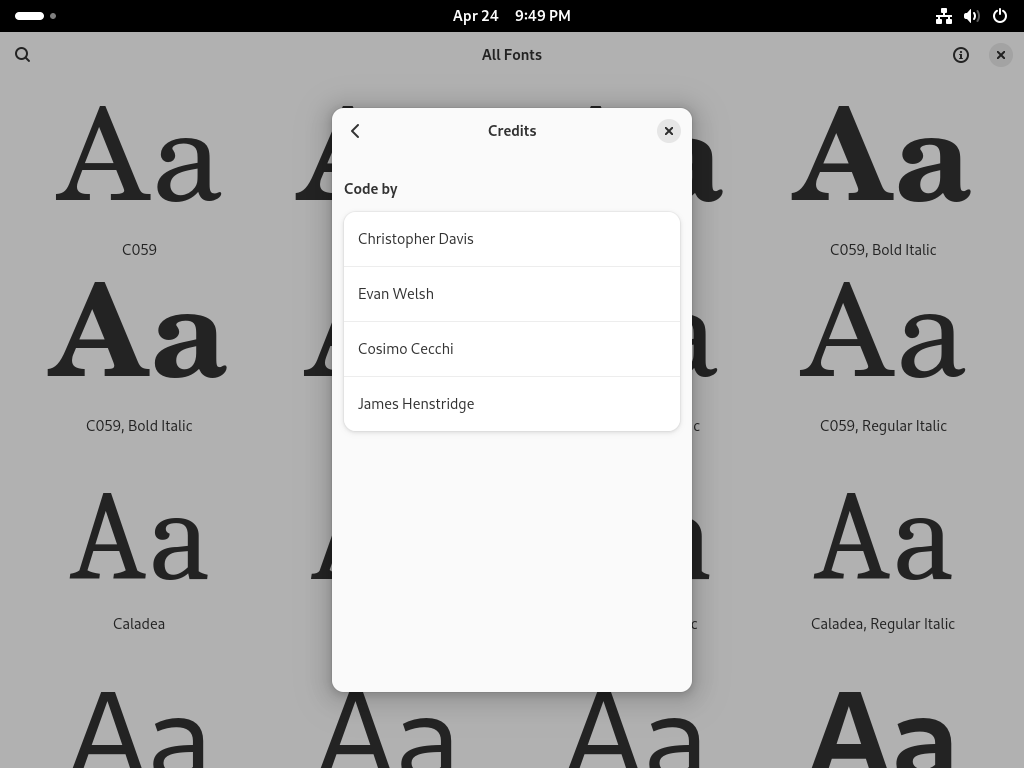 Apr 24 9:49 PM
All Fonts
Aa
Aa
C059
C059, Bold Italic
Aa
Aa
C059, Bold Italic
C059, Regular Italic
Aa
Aa
Caladea
Caladea, Regular Italic
Aa
Aa
Aa
Aa
Credits
Code by
Christopher Davis
Evan Welsh
Cosimo Cecchi
James Henstridge